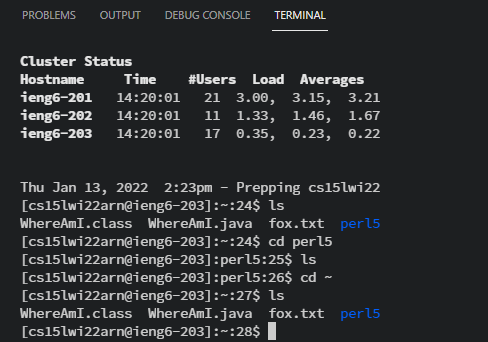 PROBLEMS OUTPUT DEBUG CONSOLE TERMINAL
Cluster Status
Hostname Time #Users Load Averages
ieng6-201 14:20:01 21 3.00, 3.15, 3.21
ieng6-202 14:20:01 11 1.33, 1.46, 1.67
ieng6-203 14:20:01 17 0.35, 0.23, 0.22
Thu Jan 13, 2022 2:23pm - Prepping cs15lwi22
[cs15lwi22arn@ieng6-203]:~:24$ ls
WhereAmI.class WhereAmI.java fox.txt perl5
[cs15lwi22arn@ieng6-203]:~:24$ cd perl5
[cs15lwi22arn@ieng6-203]:perl5:25$ ls
[cs15lwi22arn@ieng6-203]:perl5:26$ cd ~
[cs15lwi22arn@ieng6-203]:~:27$ ls
WhereAmI.class WhereAmI.java fox.txt perl5
[cs15lwi22arn@ieng6-203]:~:28$